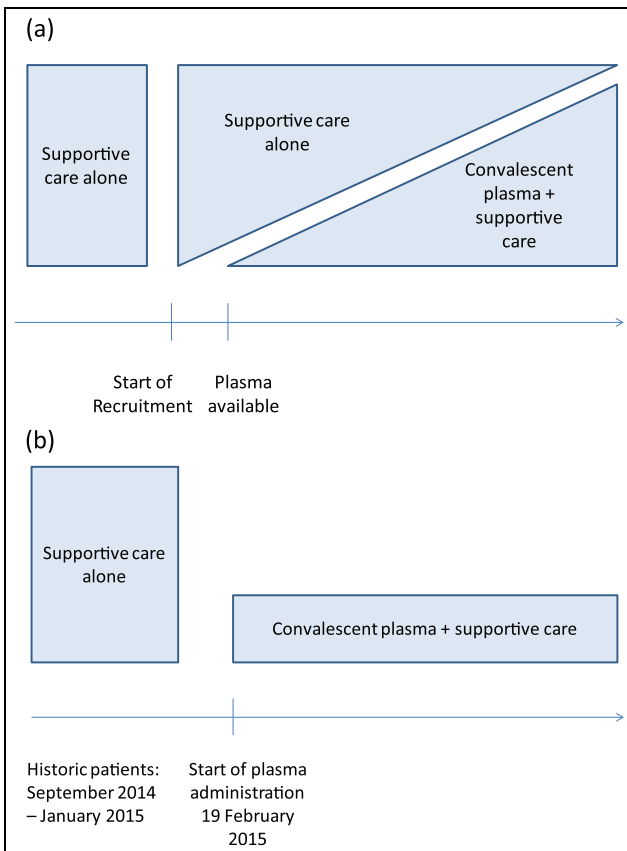 (a)
Supportive
care alone
Supportive care
alone
Convalescent
plasma +
supportive
care
Start of
Recruitment
Plasma
available
(b)
Supportive care
alone
Convalescent plasma + supportive care
Historic patients:
September 2014
– January 2015
Start of plasma
administration
19 February
2015